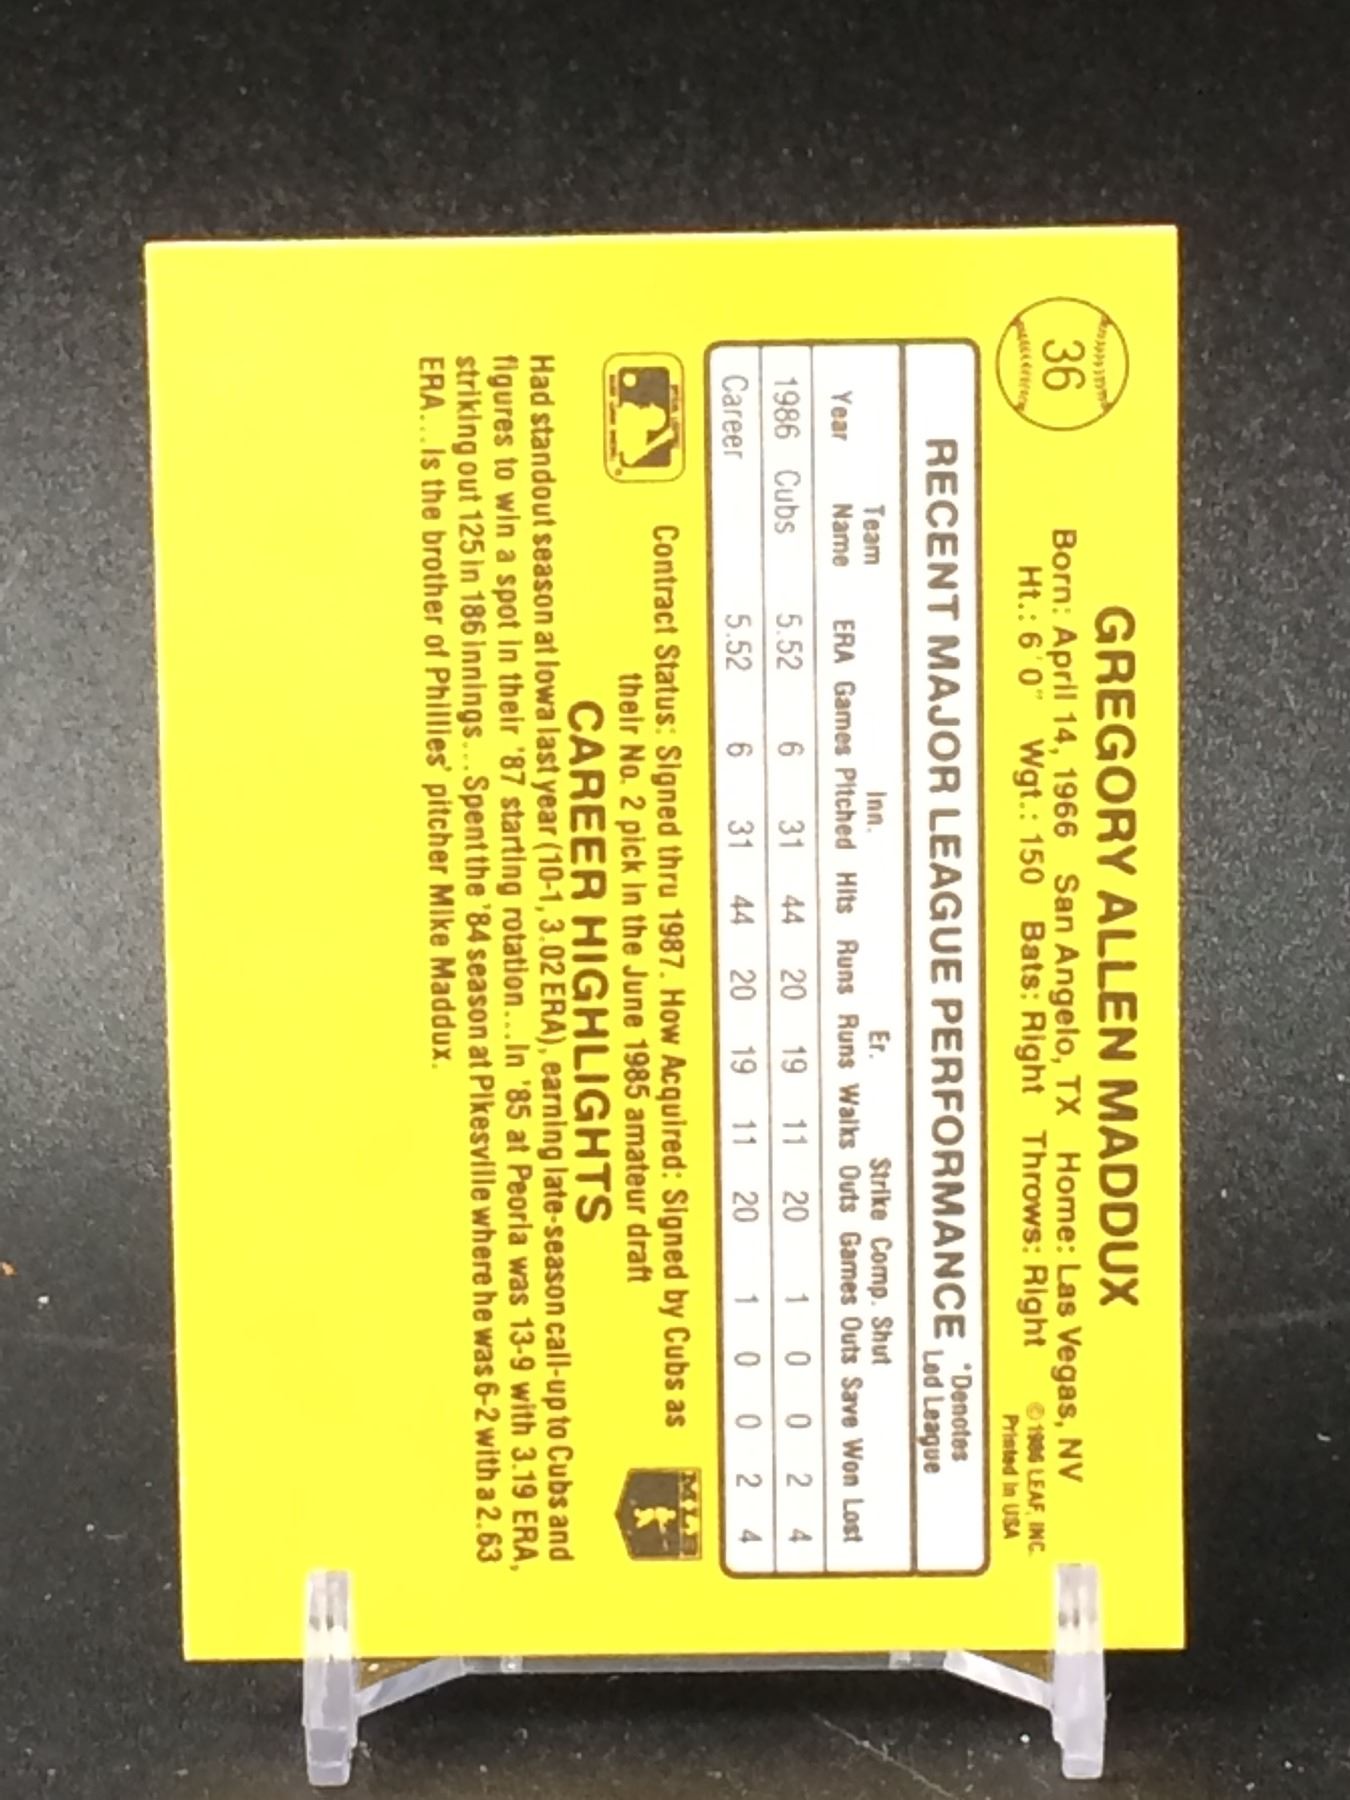 36
GREGORY ALLEN MADDUX
Born: April 14, 1966 San Angelo, TX Home: Las Vegas, NV
Ht.: 6'0" Wgt.: 150 Bats: Right Throws: Right
© 1986 LEAF, INC.
Printed in USA
RECENT MAJOR LEAGUE PERFORMANCE *Denotes
Led League
Team Inn. Er. Strike Comp. Shut
Year Name ERA Games Pitched Hits Runs Runs Walks Outs Games Outs Save Won Lost
1986 Cubs 5.52 6 31 44 20 19 11 20 1 0 0 2 4
Career 5.52 6 31 44 20 19 11 20 1 0 0 2 4
Contract Status: Signed thru 1987. How Acquired: Signed by Cubs as
their No. 2 pick in the June 1985 amateur draft
MLB
CAREER HIGHLIGHTS
Had standout season at Iowa last year (10-1, 3.02 ERA), earning late-season call-up to Cubs and
figures to win a spot in their '87 starting rotation...In '85 at Peoria was 13-9 with 3.19 ERA,
striking out 125 in 186 innings...Spent the '84 season at Pikesville where he was 6-2 with a 2.63
ERA...Is the brother of Phillies' pitcher Mike Maddux.